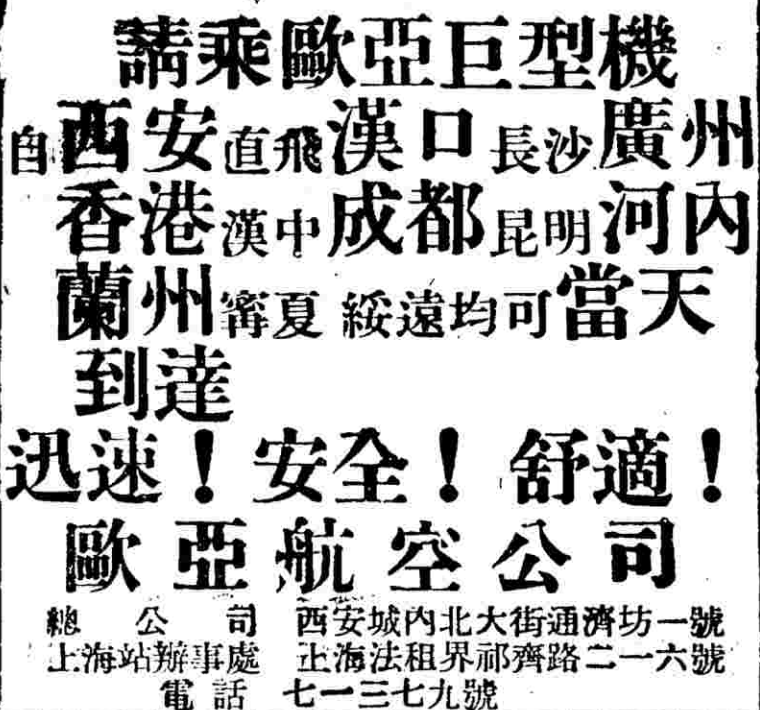 請乘歐亞巨型機
自西安直飛漢口長沙廣州
香港漢中成都昆明河內
蘭州寗夏 綏遠均可當天
到達
迅速！安全！舒適！
歐亞航空公司
總公司 西安城內北大街通濟坊一號
上海站辦事處 上海法租界祁齊路二一六號
電話 七一三七九號